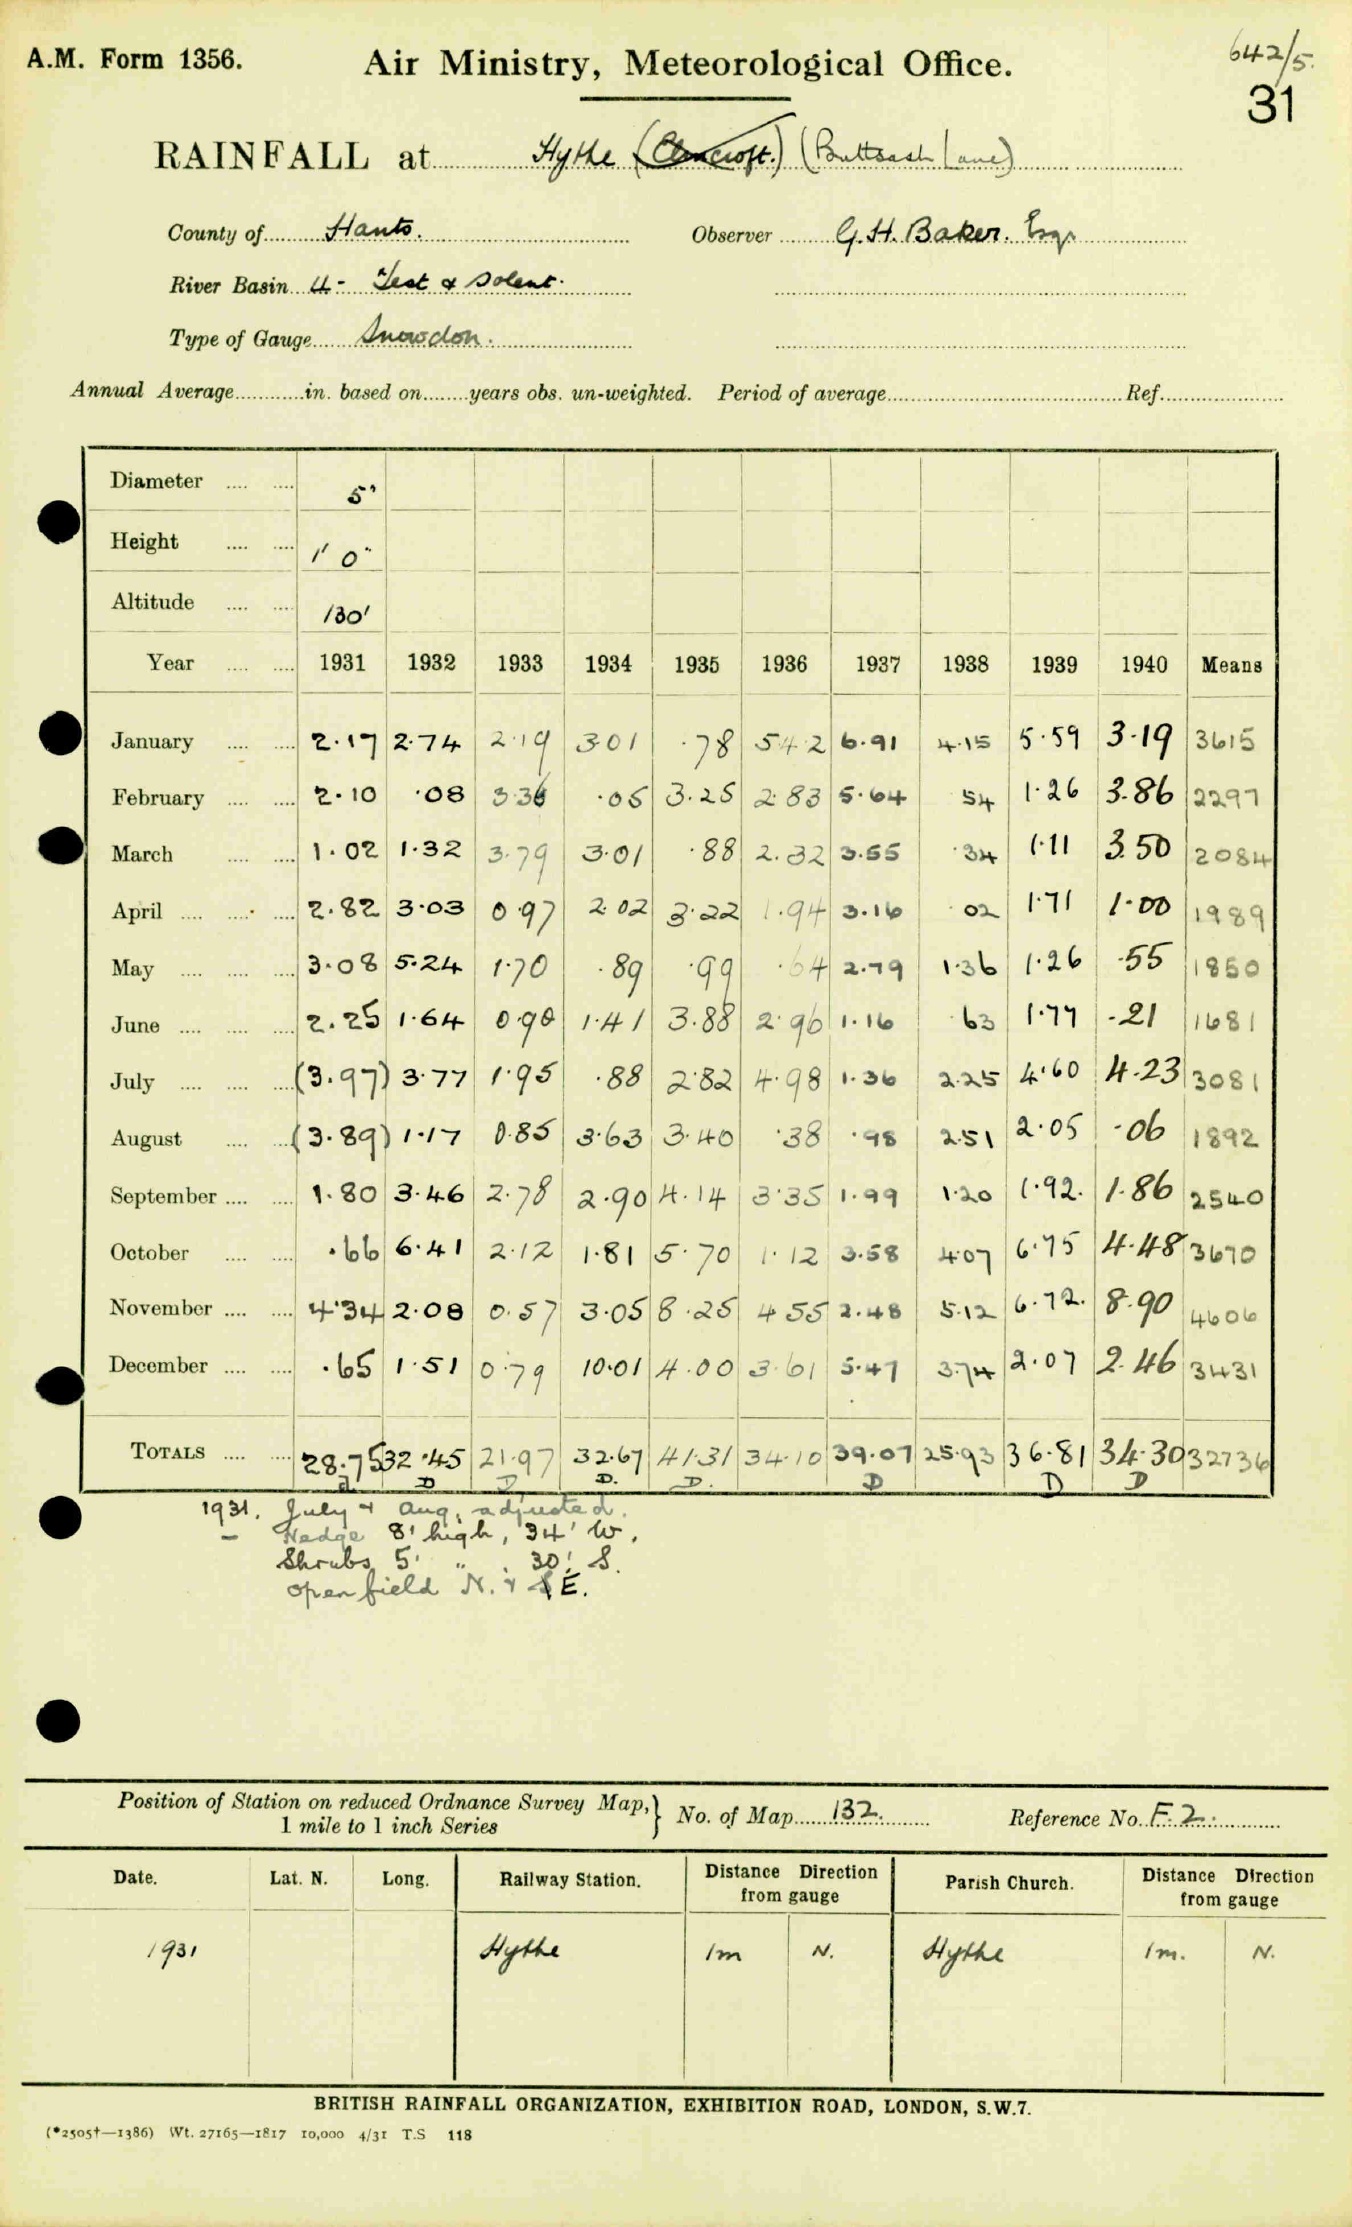 A.M. Form 1356. Air Ministry, Meteorological Office. 642/5.
31
RAINFALL at Hythe (Elmcroft.) (Buttsash Lane)
County of Hants. Observer G. H. Baker. Esqr
River Basin 4 - Test & Solent.
Type of Gauge Snowdon.
Annual Average in. based on years obs. un-weighted. Period of average Ref.
Diameter 5"
Height 1' 0"
Altitude 130'
Year 1931 1932 1933 1934 1935 1936 1937 1938 1939 1940 Means
January 2.17 2.74 2.19 3.01 .78 5.42 6.91 4.15 5.59 3.19 3615
February 2.10 .08 3.36 .05 3.25 2.83 5.64 54 1.26 3.86 2297
March 1.02 1.32 3.79 3.01 .88 2.32 3.55 .34 1.11 3.50 2084
April 2.82 3.03 0.97 2.02 3.22 1.94 3.16 02 1.71 1.00 1989
May 3.08 5.24 1.70 .89 .99 .64 2.79 1.36 1.26 .55 1850
June 2.25 1.64 0.90 1.41 3.88 2.96 1.16 63 1.77 .21 1681
July (3.97) 3.77 1.95 .88 2.82 4.98 1.36 2.25 4.60 4.23 3081
August (3.89) 1.17 0.85 3.63 3.40 .38 .98 2.51 2.05 .06 1892
September 1.80 3.46 2.78 2.90 4.14 3.35 1.99 1.20 1.92. 1.86 2540
October .66 6.41 2.12 1.81 5.70 1.12 3.58 4.07 6.75 4.48 3670
November 4.34 2.08 0.57 3.05 8.25 4.55 2.48 5.12 6.72. 8.90 4606
December .65 1.51 0.79 10.01 4.00 3.61 5.47 3.74 2.07 2.46 3431
TOTALS 28.75 32.45 21.97 32.67 41.31 34.10 39.07 25.93 36.81 34.30 32736
D D D. D. D D D
1931. July & Aug. adjusted.
– Hedge 8' high, 34' W.
Shrubs 5' " . 30' S.
open field N. & E.
Position of Station on reduced Ordnance Survey Map, } No. of Map 132. Reference No. F.2.
1 mile to 1 inch Series
Date. Lat. N. Long. Railway Station. Distance Direction from gauge Parish Church. Distance Direction from gauge
1931 Hythe 1m N. Hythe 1m. N.
BRITISH RAINFALL ORGANIZATION, EXHIBITION ROAD, LONDON, S.W.7.
(*2505†—1386) Wt. 27165—1817 10,000 4/31 T.S 118